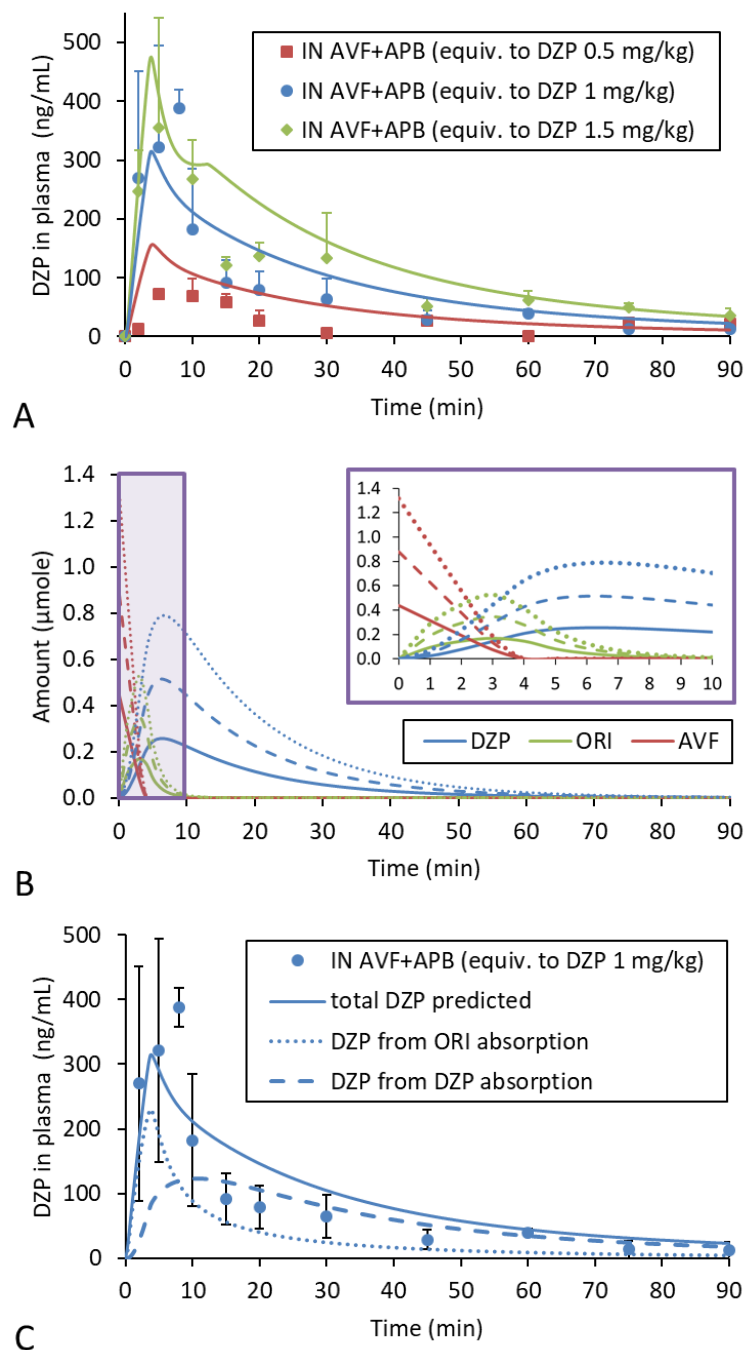 500
400
300
200
100
0
DZP in plasma (ng/mL)
IN AVF+APB (equiv. to DZP 0.5 mg/kg)
IN AVF+APB (equiv. to DZP 1 mg/kg)
IN AVF+APB (equiv. to DZP 1.5 mg/kg)
0 10 20 30 40 50 60 70 80 90
Time (min)
A
1.4
1.2
1.0
0.8
0.6
0.4
0.2
0.0
Amount (µmole)
1.4
1.2
1.0
0.8
0.6
0.4
0.2
0.0
0 1 2 3 4 5 6 7 8 9 10
DZP ORI AVF
0 10 20 30 40 50 60 70 80 90
Time (min)
B
500
400
300
200
100
0
DZP in plasma (ng/mL)
IN AVF+APB (equiv. to DZP 1 mg/kg)
total DZP predicted
DZP from ORI absorption
DZP from DZP absorption
0 10 20 30 40 50 60 70 80 90
Time (min)
C